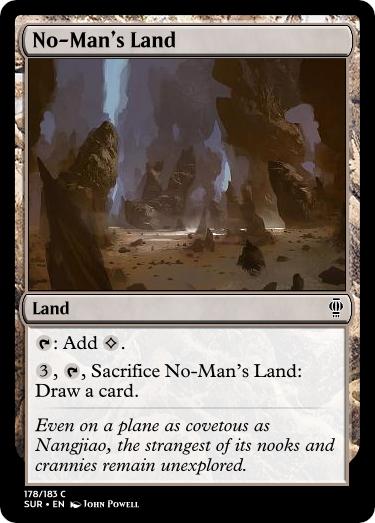 No-Man's Land
Land
: Add .
3, , Sacrifice No-Man's Land:
Draw a card.
Even on a plane as covetous as
Nangjiao, the strangest of its nooks and
crannies remain unexplored.
178/183 C
SUR • EN John Powell